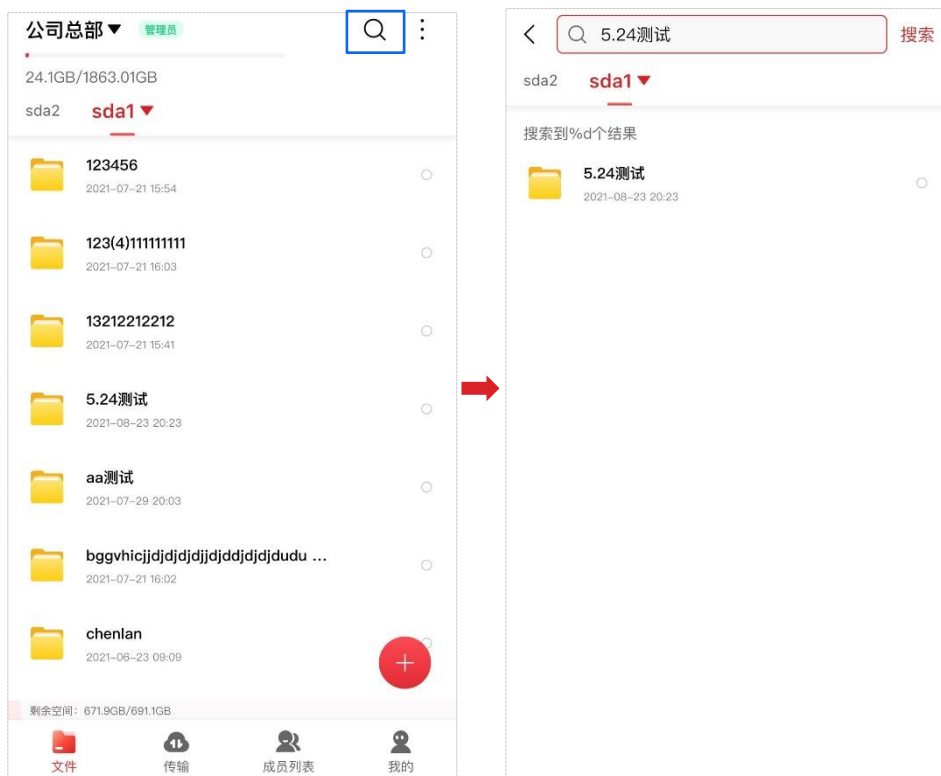 公司总部▼ 管理员
24.1GB/1863.01GB
sda2 sda1▼
123456
2021-07-21 15:54
123(4)111111111
2021-07-21 16:03
13212212212
2021-07-21 15:41
5.24测试
2021-08-23 20:23
aa测试
2021-07-29 20:03
bggvhicjjdjdjdjdjjdjddjdjdjdudu ...
2021-07-21 16:02
chenlan
2021-06-23 09:09
剩余空间：671.9GB/691.1GB
文件 传输 成员列表 我的
5.24测试 搜索
sda2 sda1▼
搜索到%d个结果
5.24测试
2021-08-23 20:23